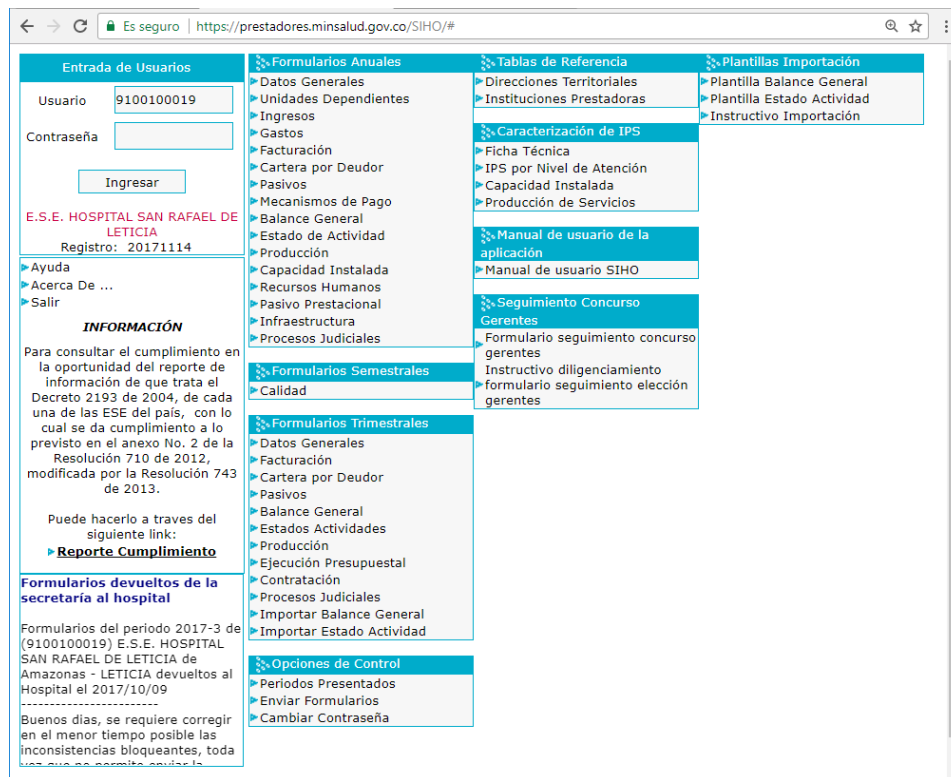 Es seguro | https://prestadores.minsalud.gov.co/SIHO/#
Entrada de Usuarios
Usuario 9100100019
Contraseña
Ingresar
E.S.E. HOSPITAL SAN RAFAEL DE
LETICIA
Registro: 20171114
Ayuda
Acerca De ...
Salir
INFORMACIÓN
Para consultar el cumplimiento en
la oportunidad del reporte de
información de que trata el
Decreto 2193 de 2004, de cada
una de las ESE del país, con lo
cual se da cumplimiento a lo
previsto en el anexo No. 2 de la
Resolución 710 de 2012,
modificada por la Resolución 743
de 2013.
Puede hacerlo a traves del
siguiente link:
Reporte Cumplimiento
Formularios devueltos de la
secretaría al hospital
Formularios del periodo 2017-3 de
(9100100019) E.S.E. HOSPITAL
SAN RAFAEL DE LETICIA de
Amazonas - LETICIA devueltos al
Hospital el 2017/10/09
------------------------
Buenos dias, se requiere corregir
en el menor tiempo posible las
inconsistencias bloqueantes, toda
vez que no permite enviar la
Formularios Anuales
Datos Generales
Unidades Dependientes
Ingresos
Gastos
Facturación
Cartera por Deudor
Pasivos
Mecanismos de Pago
Balance General
Estado de Actividad
Producción
Capacidad Instalada
Recursos Humanos
Pasivo Prestacional
Infraestructura
Procesos Judiciales
Formularios Semestrales
Calidad
Formularios Trimestrales
Datos Generales
Facturación
Cartera por Deudor
Pasivos
Balance General
Estados Actividades
Producción
Ejecución Presupuestal
Contratación
Procesos Judiciales
Importar Balance General
Importar Estado Actividad
Opciones de Control
Periodos Presentados
Enviar Formularios
Cambiar Contraseña
Tablas de Referencia
Direcciones Territoriales
Instituciones Prestadoras
Caracterización de IPS
Ficha Técnica
IPS por Nivel de Atención
Capacidad Instalada
Producción de Servicios
Manual de usuario de la
aplicación
Manual de usuario SIHO
Seguimiento Concurso
Gerentes
Formulario seguimiento concurso
gerentes
Instructivo diligenciamiento
formulario seguimiento elección
gerentes
Plantillas Importación
Plantilla Balance General
Plantilla Estado Actividad
Instructivo Importación